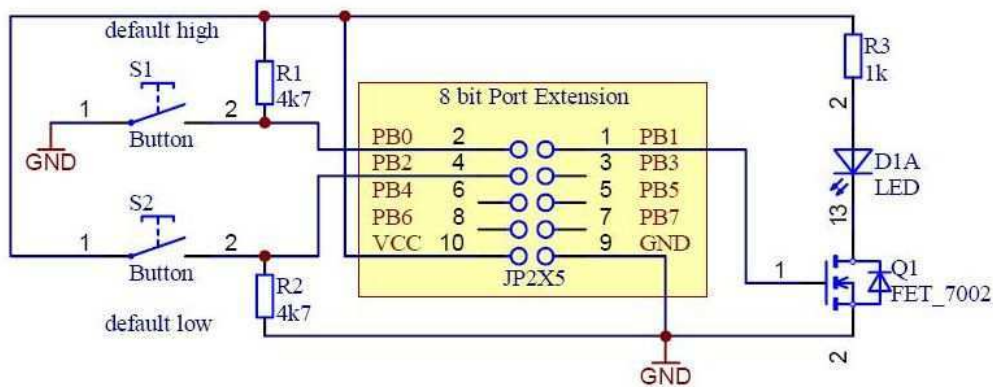 default high
S1
1
2
Button
GND
R1
4k7
8 bit Port Extension
PB0 2 1 PB1
PB2 4 3 PB3
PB4 6 5 PB5
PB6 8 7 PB7
VCC 10 9 GND
JP2X5
S2
1
2
Button
R2
4k7
default low
GND
R3
1k
2
D1A
LED
13
1
Q1
FET_7002
2